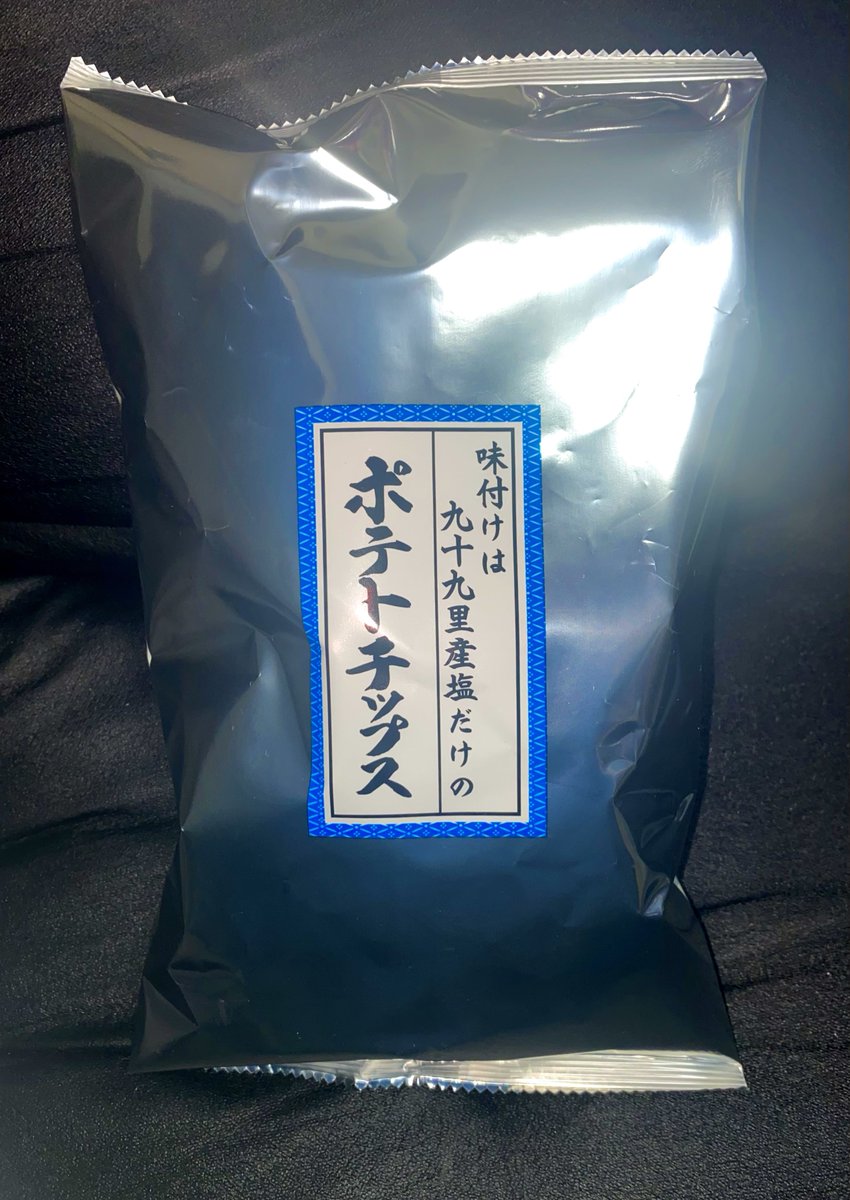 味付けは
九十九里産塩だけの
ポテトチップス